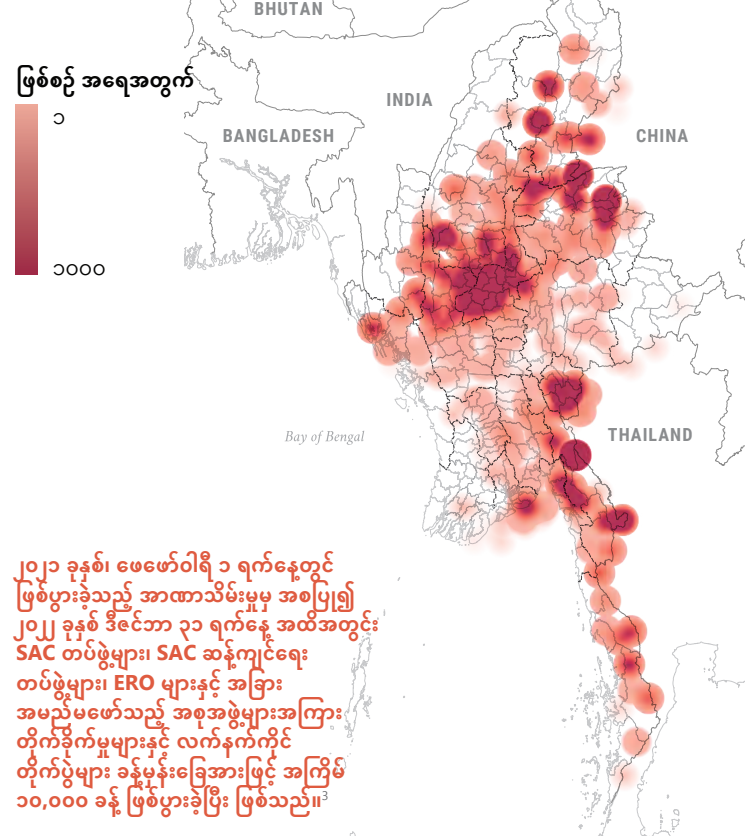 BHUTAN
ဖြစ်စဉ် အရေအတွက်
၁
၁၀၀၀
INDIA
BANGLADESH
CHINA
Bay of Bengal
THAILAND
၂၀၂၁ ခုနှစ်၊ ဖေဖော်ဝါရီ ၁ ရက်နေ့တွင်
ဖြစ်ပွားခဲ့သည့် အာဏာသိမ်းမှုမှ အစပြု၍
၂၀၂၂ ခုနှစ် ဒီဇင်ဘာ ၃၁ ရက်နေ့ အထိအတွင်း
SAC တပ်ဖွဲ့များ၊ SAC ဆန့်ကျင်ရေး
တပ်ဖွဲ့များ၊ ERO များနှင့် အခြား
အမည်မဖော်သည့် အစုအဖွဲ့များအကြား
တိုက်ခိုက်မှုများနှင့် လက်နက်ကိုင်
တိုက်ပွဲများ ခန့်မှန်းခြေအားဖြင့် အကြိမ်
၁၀,၀၀၀ ခန့် ဖြစ်ပွားခဲ့ပြီး ဖြစ်သည်။3